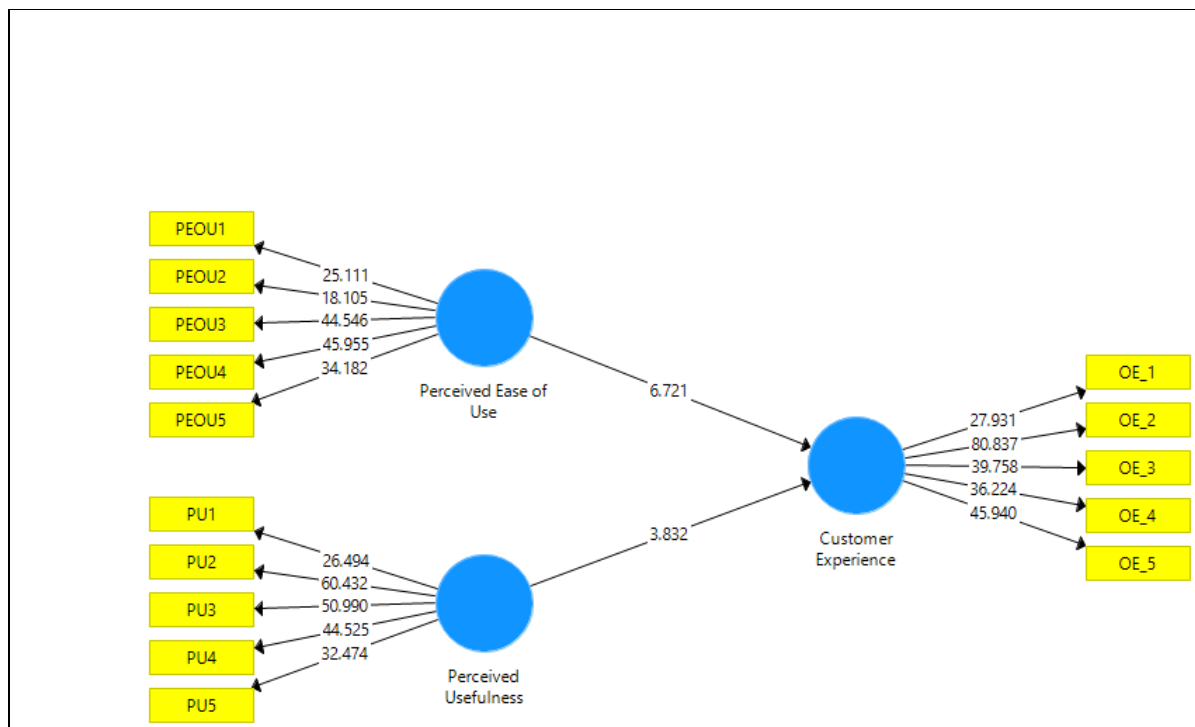 PEOU1
PEOU2
PEOU3
PEOU4
PEOU5
25.111
18.105
44.546
45.955
34.182
Perceived Ease of
Use
6.721
PU1
PU2
PU3
PU4
PU5
26.494
60.432
50.990
44.525
32.474
Perceived
Usefulness
3.832
Customer
Experience
27.931
80.837
39.758
36.224
45.940
OE_1
OE_2
OE_3
OE_4
OE_5